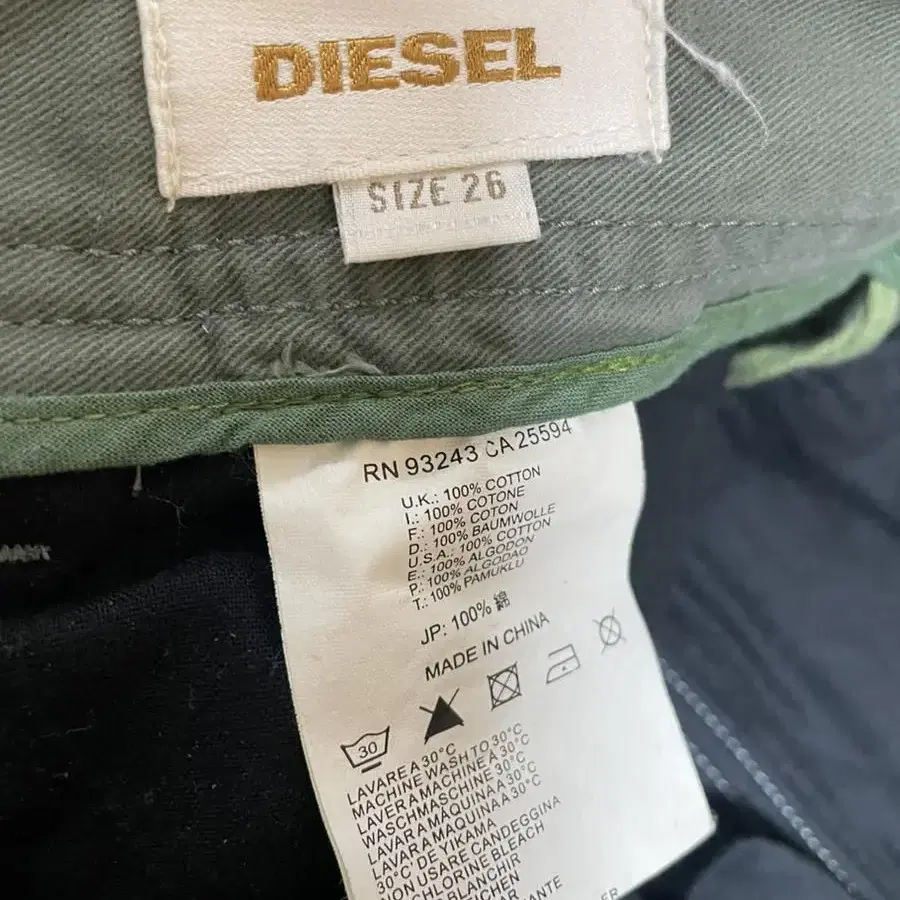 DIESEL
SIZE 26
RN 93243 CA 25594
U.K.: 100% COTTON
I.: 100% COTONE
F.: 100% COTON
D.: 100% BAUMWOLLE
U.S.A.: 100% COTTON
E.: 100% ALGODON
P.: 100% ALGODAO
T.: 100% PAMUKLU
JP: 100% 綿
MADE IN CHINA
30
LAVARE A 30°C
MACHINE WASH TO 30°C
LAVER A MACHINE A 30°C
WASCHMASCHINE 30°C
LAVAR A MAQUINA A 30°C
LAVAR A MAQUINA A 30°C
30°C DE YIKAMA
NON USARE CANDEGGINA
CHLORINE BLEACH
BLANCHIR